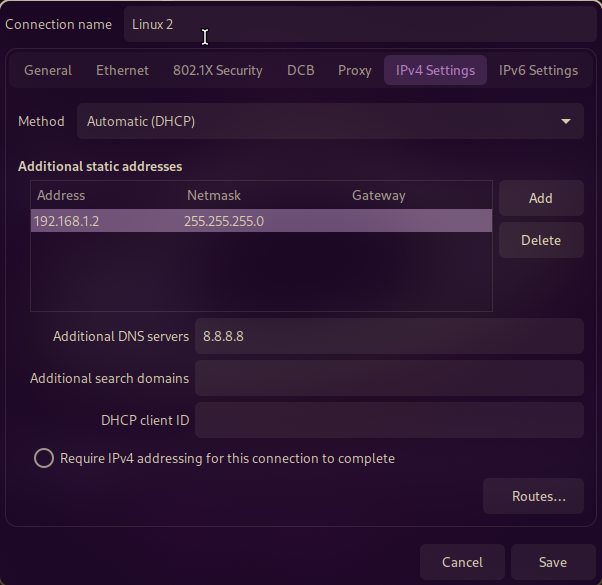 Connection name Linux 2
General Ethernet 802.1X Security DCB Proxy IPv4 Settings IPv6 Settings
Method Automatic (DHCP)
Additional static addresses
Address Netmask Gateway
Add
192.168.1.2 255.255.255.0
Delete
Additional DNS servers 8.8.8.8
Additional search domains
DHCP client ID
Require IPv4 addressing for this connection to complete
Routes...
Cancel Save